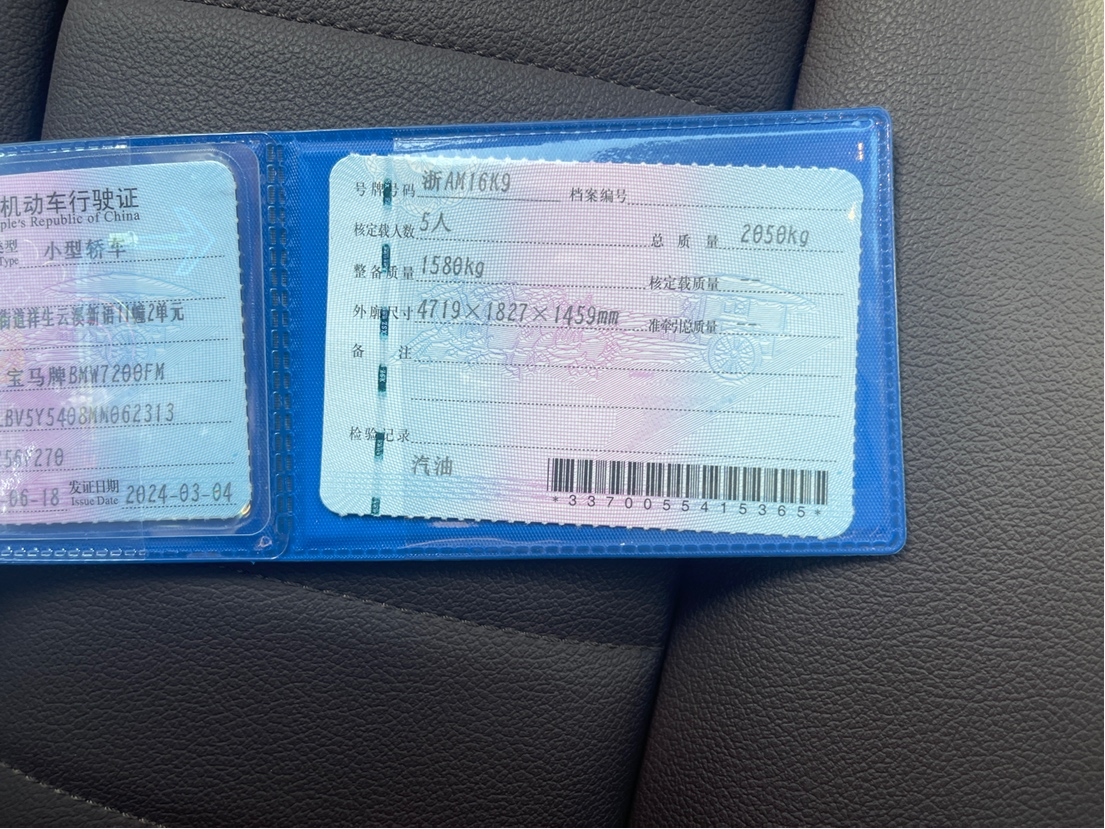 机动车行驶证
ple's Republic of China
类型 小型轿车
Type
街道祥生云溪新语11幢2单元
宝马牌BMW7200FM
LBV5Y5408MM062313
56F270
-06-18 发证日期 2024-03-04
Issue Date
号牌号码 浙AM16K9 档案编号
核定载人数 5人 总质量 2050kg
整备质量 1580kg 核定载质量 --
外廓尺寸 4719×1827×1459mm 准牵引总质量 --
备注
检验记录
汽油
*3370055415365*